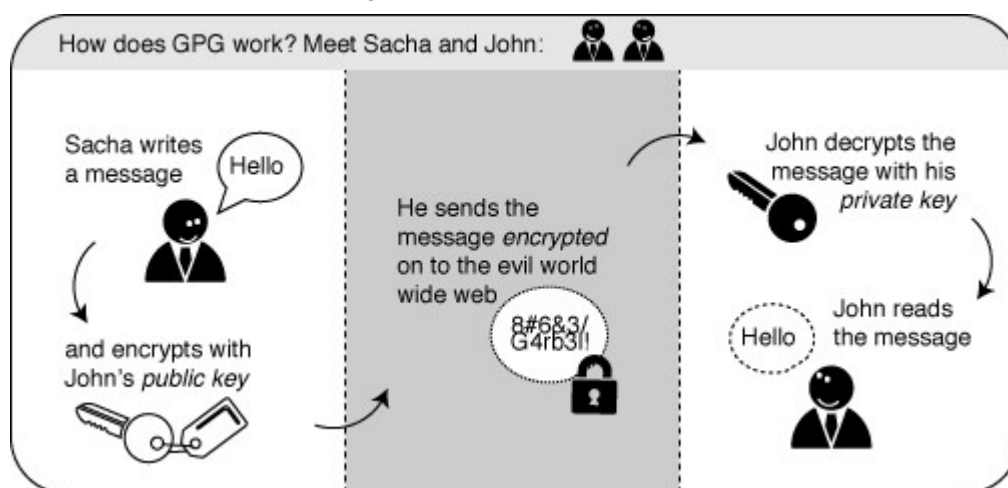 How does GPG work? Meet Sacha and John:
Sacha writes
a message
Hello
and encrypts with
John's public key
He sends the
message encrypted
on to the evil world
wide web
8#6&3/
G4rb3l!
John decrypts the
message with his
private key
John reads
the message
Hello